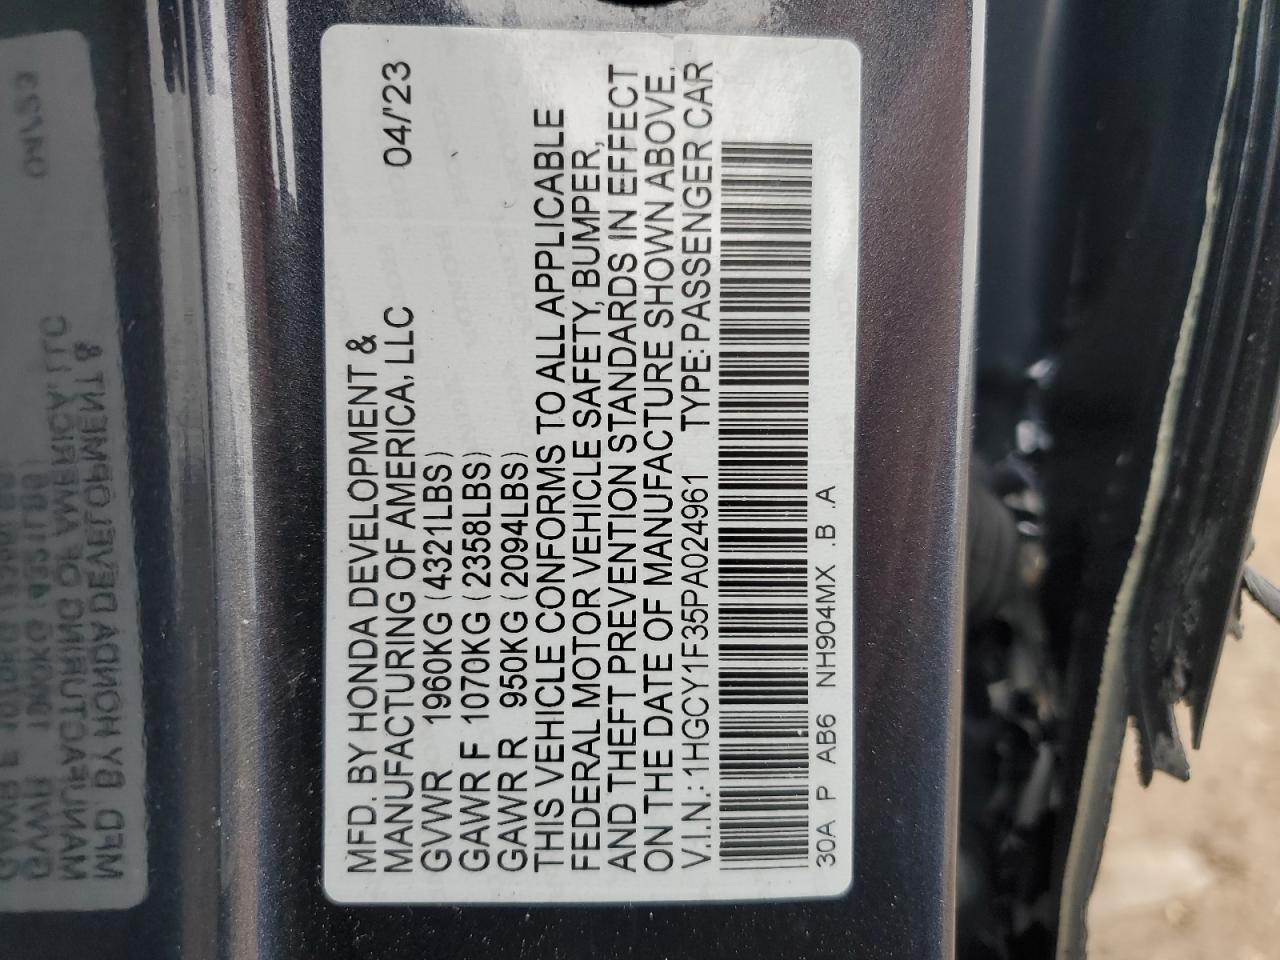 MFD. BY HONDA DEVELOPMENT &
MANUFACTURING OF AMERICA, LLC 04/'23
GVWR 1960KG (4321LBS)
GAWR F 1070KG (2358LBS)
GAWR R 950KG (2094LBS)
THIS VEHICLE CONFORMS TO ALL APPLICABLE
FEDERAL MOTOR VEHICLE SAFETY, BUMPER,
AND THEFT PREVENTION STANDARDS IN EFFECT
ON THE DATE OF MANUFACTURE SHOWN ABOVE.
V.I.N.: 1HGCY1F35PA024961 TYPE: PASSENGER CAR
30A P AB6 NH904MX .B .A